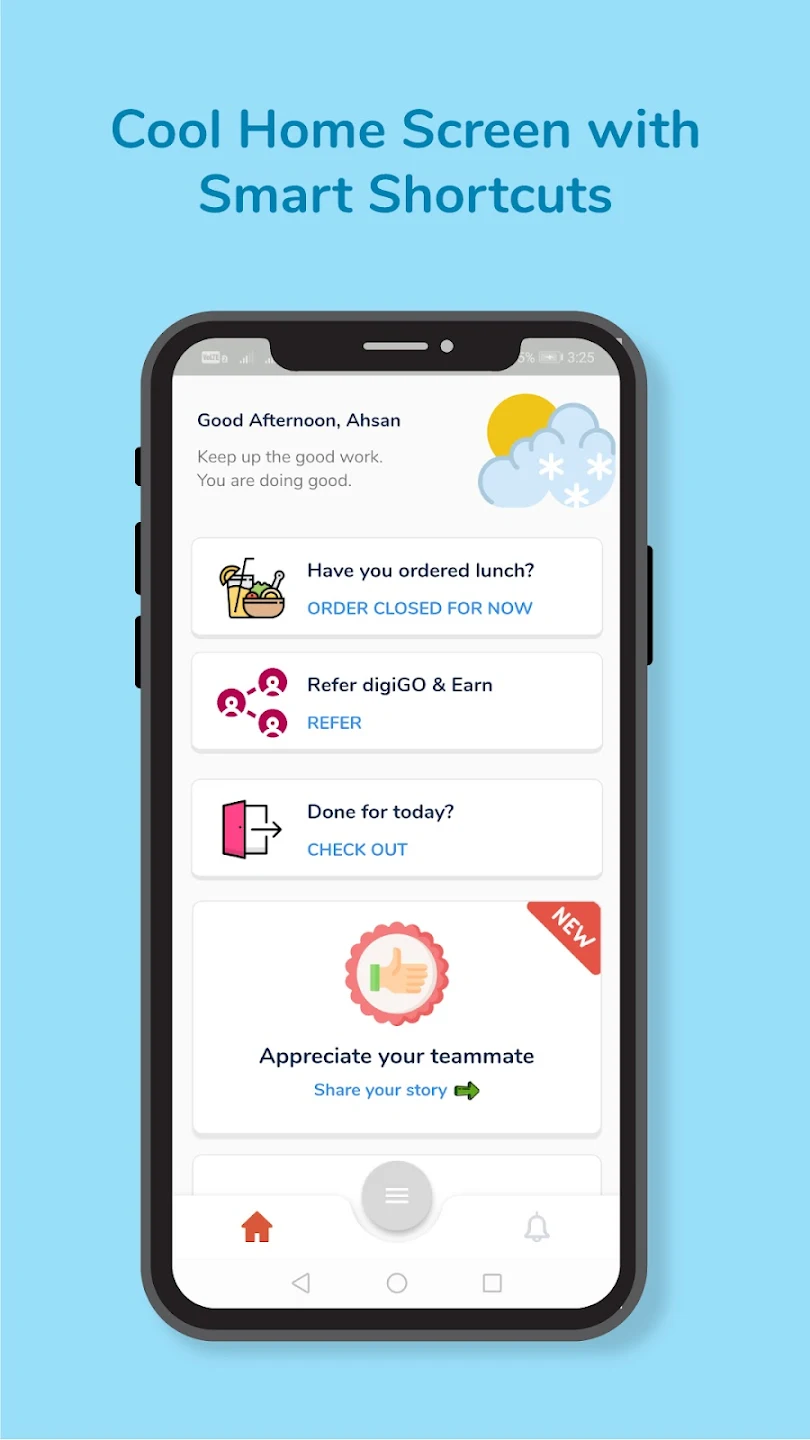 Cool Home Screen with
Smart Shortcuts
5% 3:25
Good Afternoon, Ahsan
Keep up the good work.
You are doing good.
Have you ordered lunch?
ORDER CLOSED FOR NOW
Refer digiGO & Earn
REFER
Done for today?
CHECK OUT
NEW
Appreciate your teammate
Share your story